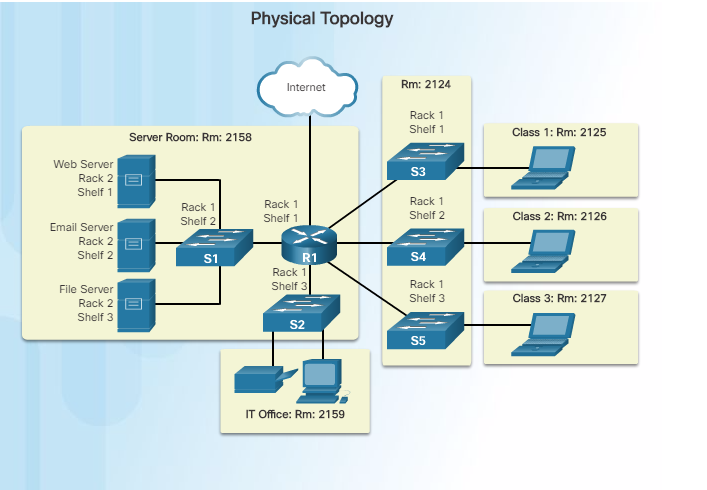 Physical Topology
Internet
Server Room: Rm: 2158
Web Server
Rack 2
Shelf 1
Email Server
Rack 2
Shelf 2
File Server
Rack 2
Shelf 3
Rack 1
Shelf 2
S1
Rack 1
Shelf 1
R1
Rack 1
Shelf 3
S2
IT Office: Rm: 2159
Rm: 2124
Rack 1
Shelf 1
S3
Rack 1
Shelf 2
S4
Rack 1
Shelf 3
S5
Class 1: Rm: 2125
Class 2: Rm: 2126
Class 3: Rm: 2127